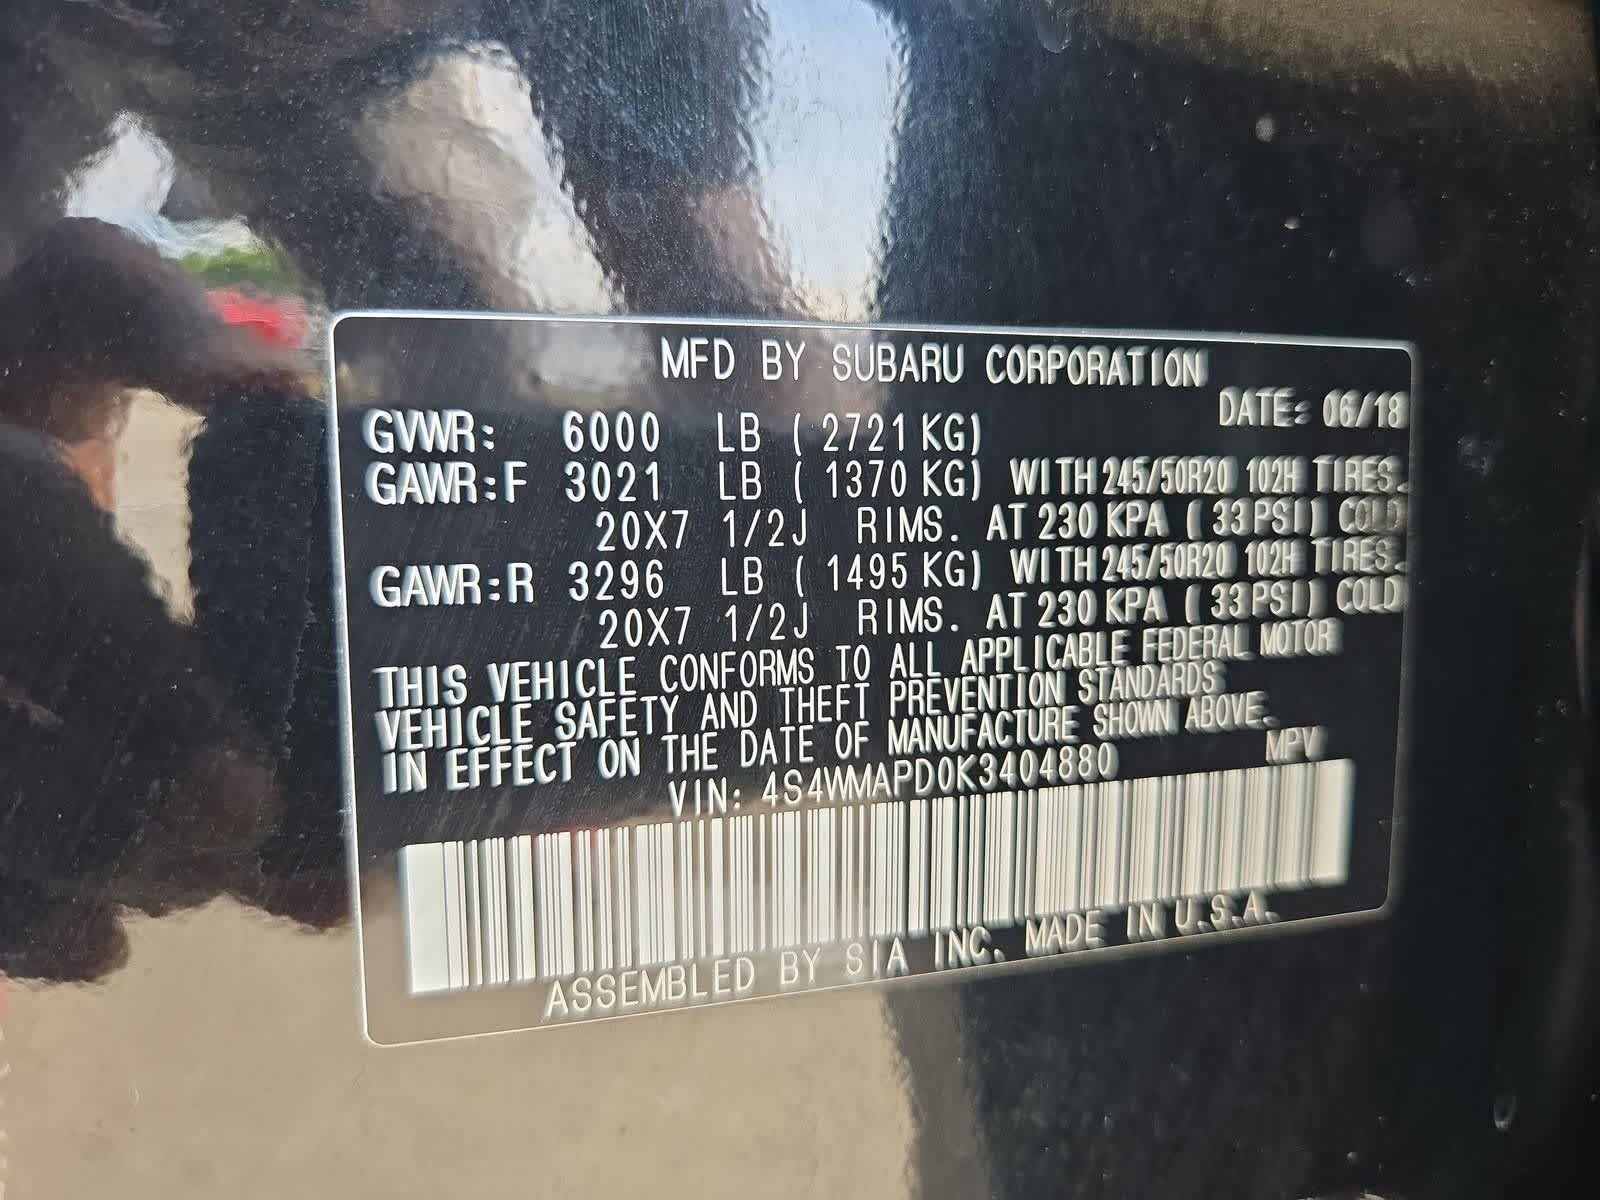 MFD BY SUBARU CORPORATION
DATE: 06/18
GVWR: 6000 LB ( 2721 KG)
GAWR:F 3021 LB ( 1370 KG) WITH 245/50R20 102H TIRES.
20X7 1/2J RIMS. AT 230 KPA ( 33PSI) COLD
GAWR:R 3296 LB ( 1495 KG) WITH 245/50R20 102H TIRES.
20X7 1/2J RIMS. AT 230 KPA ( 33PSI) COLD
THIS VEHICLE CONFORMS TO ALL APPLICABLE FEDERAL MOTOR
VEHICLE SAFETY AND THEFT PREVENTION STANDARDS
IN EFFECT ON THE DATE OF MANUFACTURE SHOWN ABOVE.
VIN: 4S4WMAPD0K3404880 MPV
ASSEMBLED BY SIA INC. MADE IN U.S.A.